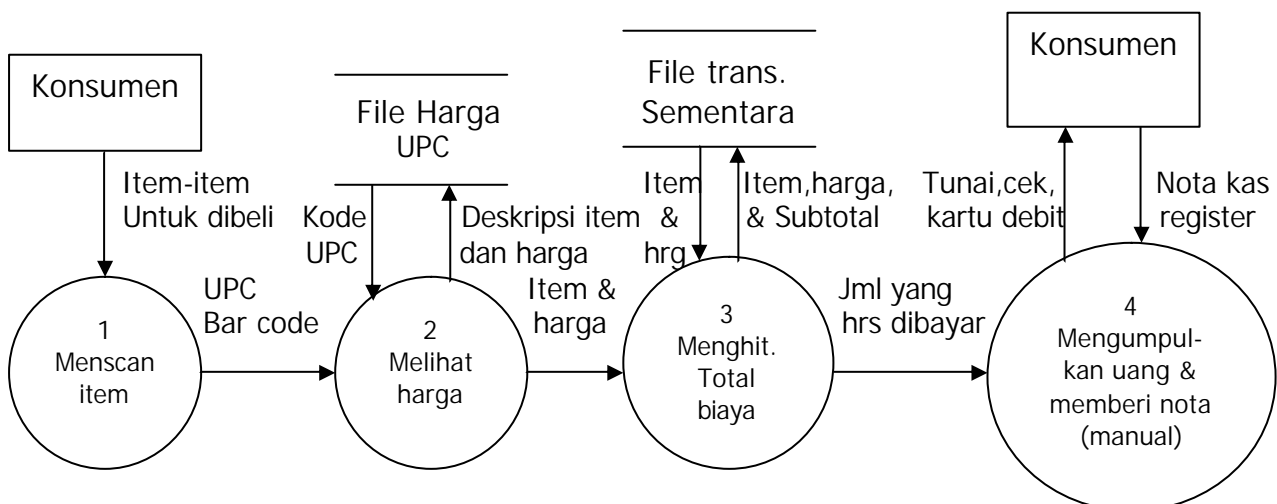 Konsumen
File Harga
UPC
File trans.
Sementara
Konsumen
Item-item
Untuk dibeli
Kode
UPC
Deskripsi item
dan harga
Item
&
hrg
Item,harga,
& Subtotal
Tunai,cek,
kartu debit
Nota kas
register
UPC
Bar code
Item &
harga
Jml yang
hrs dibayar
1
Menscan
item
2
Melihat
harga
3
Menghit.
Total
biaya
4
Mengumpul-
kan uang &
memberi nota
(manual)